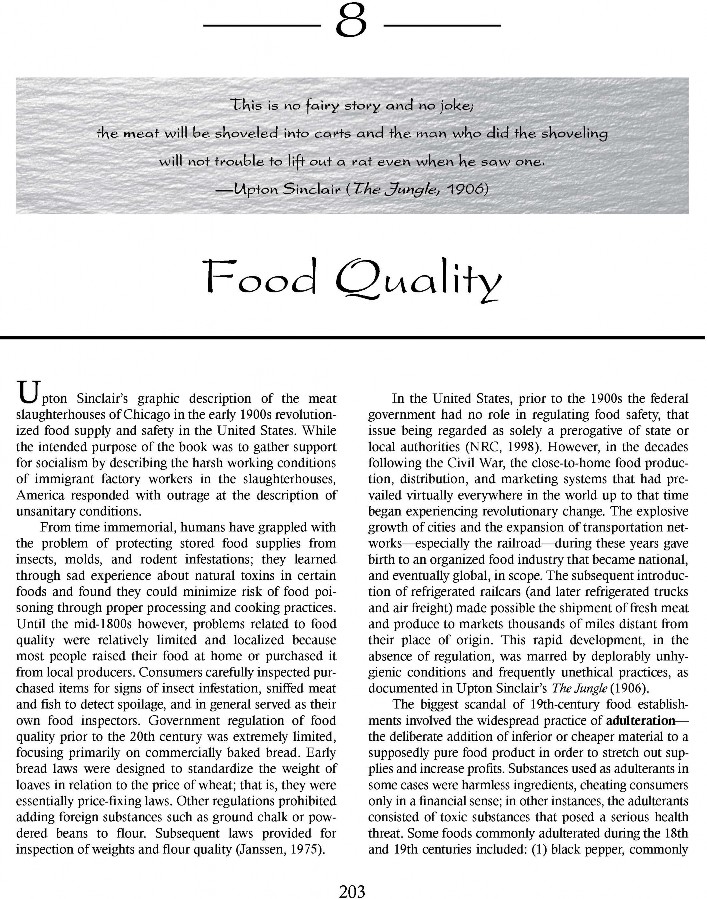 8
This is no fairy story and no joke;
the meat will be shoveled into carts and the man who did the shoveling
will not trouble to lift out a rat even when he saw one.
—Upton Sinclair (The Jungle, 1906)
Food Quality
Upton Sinclair's graphic description of the meat
slaughterhouses of Chicago in the early 1900s revolution-
ized food supply and safety in the United States. While
the intended purpose of the book was to gather support
for socialism by describing the harsh working conditions
of immigrant factory workers in the slaughterhouses,
America responded with outrage at the description of
unsanitary conditions.
From time immemorial, humans have grappled with
the problem of protecting stored food supplies from
insects, molds, and rodent infestations; they learned
through sad experience about natural toxins in certain
foods and found they could minimize risk of food poi-
soning through proper processing and cooking practices.
Until the mid-1800s however, problems related to food
quality were relatively limited and localized because
most people raised their food at home or purchased it
from local producers. Consumers carefully inspected pur-
chased items for signs of insect infestation, sniffed meat
and fish to detect spoilage, and in general served as their
own food inspectors. Government regulation of food
quality prior to the 20th century was extremely limited,
focusing primarily on commercially baked bread. Early
bread laws were designed to standardize the weight of
loaves in relation to the price of wheat; that is, they were
essentially price-fixing laws. Other regulations prohibited
adding foreign substances such as ground chalk or pow-
dered beans to flour. Subsequent laws provided for
inspection of weights and flour quality (Janssen, 1975).
In the United States, prior to the 1900s the federal
government had no role in regulating food safety, that
issue being regarded as solely a prerogative of state or
local authorities (NRC, 1998). However, in the decades
following the Civil War, the close-to-home food produc-
tion, distribution, and marketing systems that had pre-
vailed virtually everywhere in the world up to that time
began experiencing revolutionary change. The explosive
growth of cities and the expansion of transportation net-
works—especially the railroad—during these years gave
birth to an organized food industry that became national,
and eventually global, in scope. The subsequent introduc-
tion of refrigerated railcars (and later refrigerated trucks
and air freight) made possible the shipment of fresh meat
and produce to markets thousands of miles distant from
their place of origin. This rapid development, in the
absence of regulation, was marred by deplorably unhy-
gienic conditions and frequently unethical practices, as
documented in Upton Sinclair's The Jungle (1906).
The biggest scandal of 19th-century food establish-
ments involved the widespread practice of adulteration—
the deliberate addition of inferior or cheaper material to a
supposedly pure food product in order to stretch out sup-
plies and increase profits. Substances used as adulterants in
some cases were harmless ingredients, cheating consumers
only in a financial sense; in other instances, the adulterants
consisted of toxic substances that posed a serious health
threat. Some foods commonly adulterated during the 18th
and 19th centuries included: (1) black pepper, commonly
203